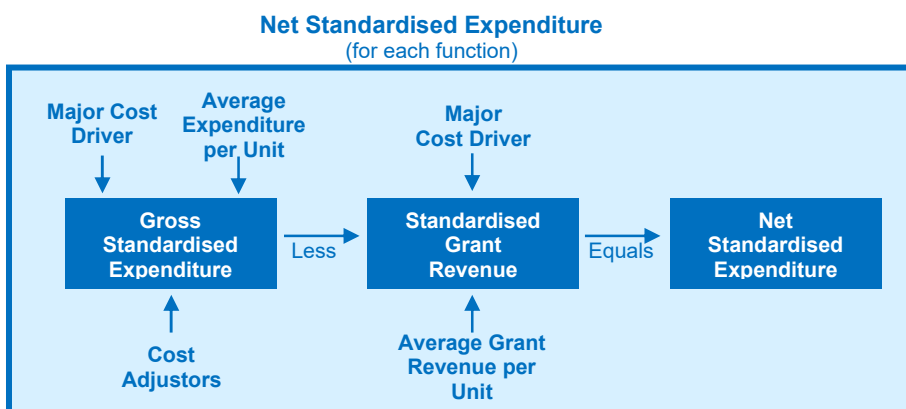 Net Standardised Expenditure
(for each function)
Major Cost
Driver
Average
Expenditure
per Unit
Major
Cost Driver
Gross
Standardised
Expenditure
Less
Standardised
Grant
Revenue
Equals
Net
Standardised
Expenditure
Cost
Adjustors
Average Grant
Revenue per
Unit